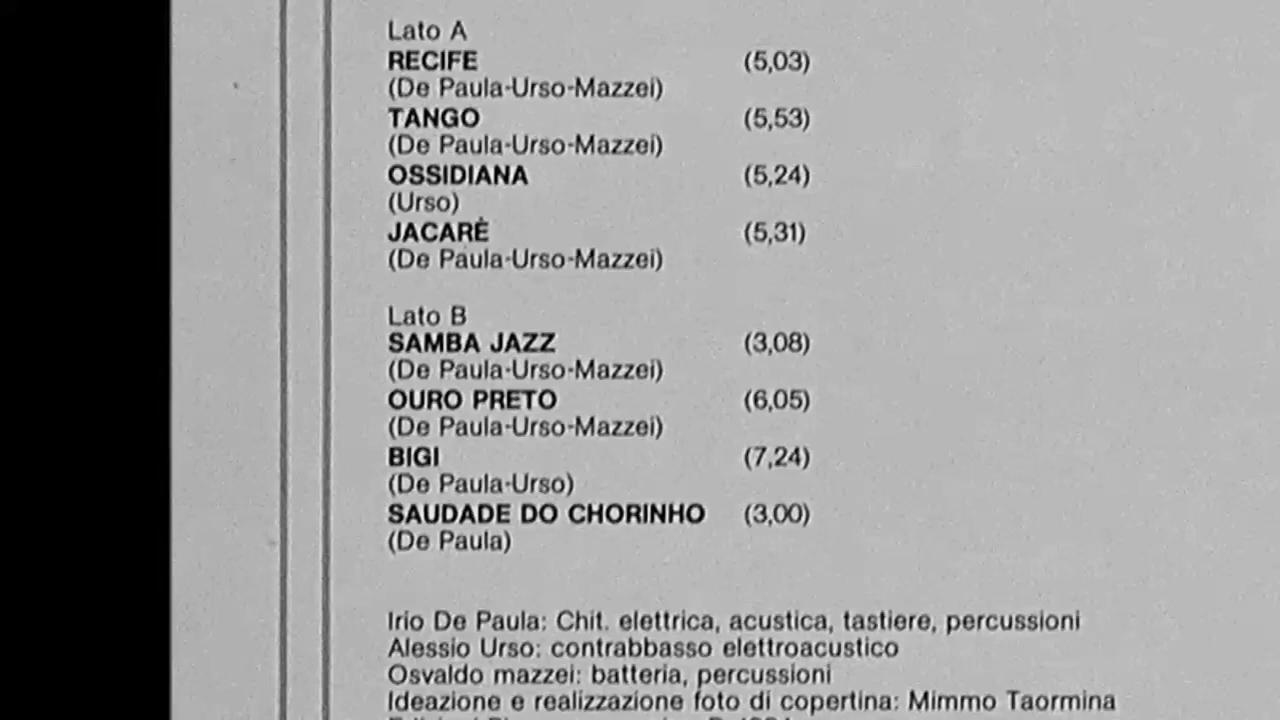 Lato A
RECIFE (5,03)
(De Paula-Urso-Mazzei)
TANGO (5,53)
(De Paula-Urso-Mazzei)
OSSIDIANA (5,24)
(Urso)
JACARÉ (5,31)
(De Paula-Urso-Mazzei)
Lato B
SAMBA JAZZ (3,08)
(De Paula-Urso-Mazzei)
OURO PRETO (6,05)
(De Paula-Urso-Mazzei)
BIGI (7,24)
(De Paula-Urso)
SAUDADE DO CHORINHO (3,00)
(De Paula)
Irio De Paula: Chit. elettrica, acustica, tastiere, percussioni
Alessio Urso: contrabbasso elettroacustico
Osvaldo mazzei: batteria, percussioni
Ideazione e realizzazione foto di copertina: Mimmo Taormina